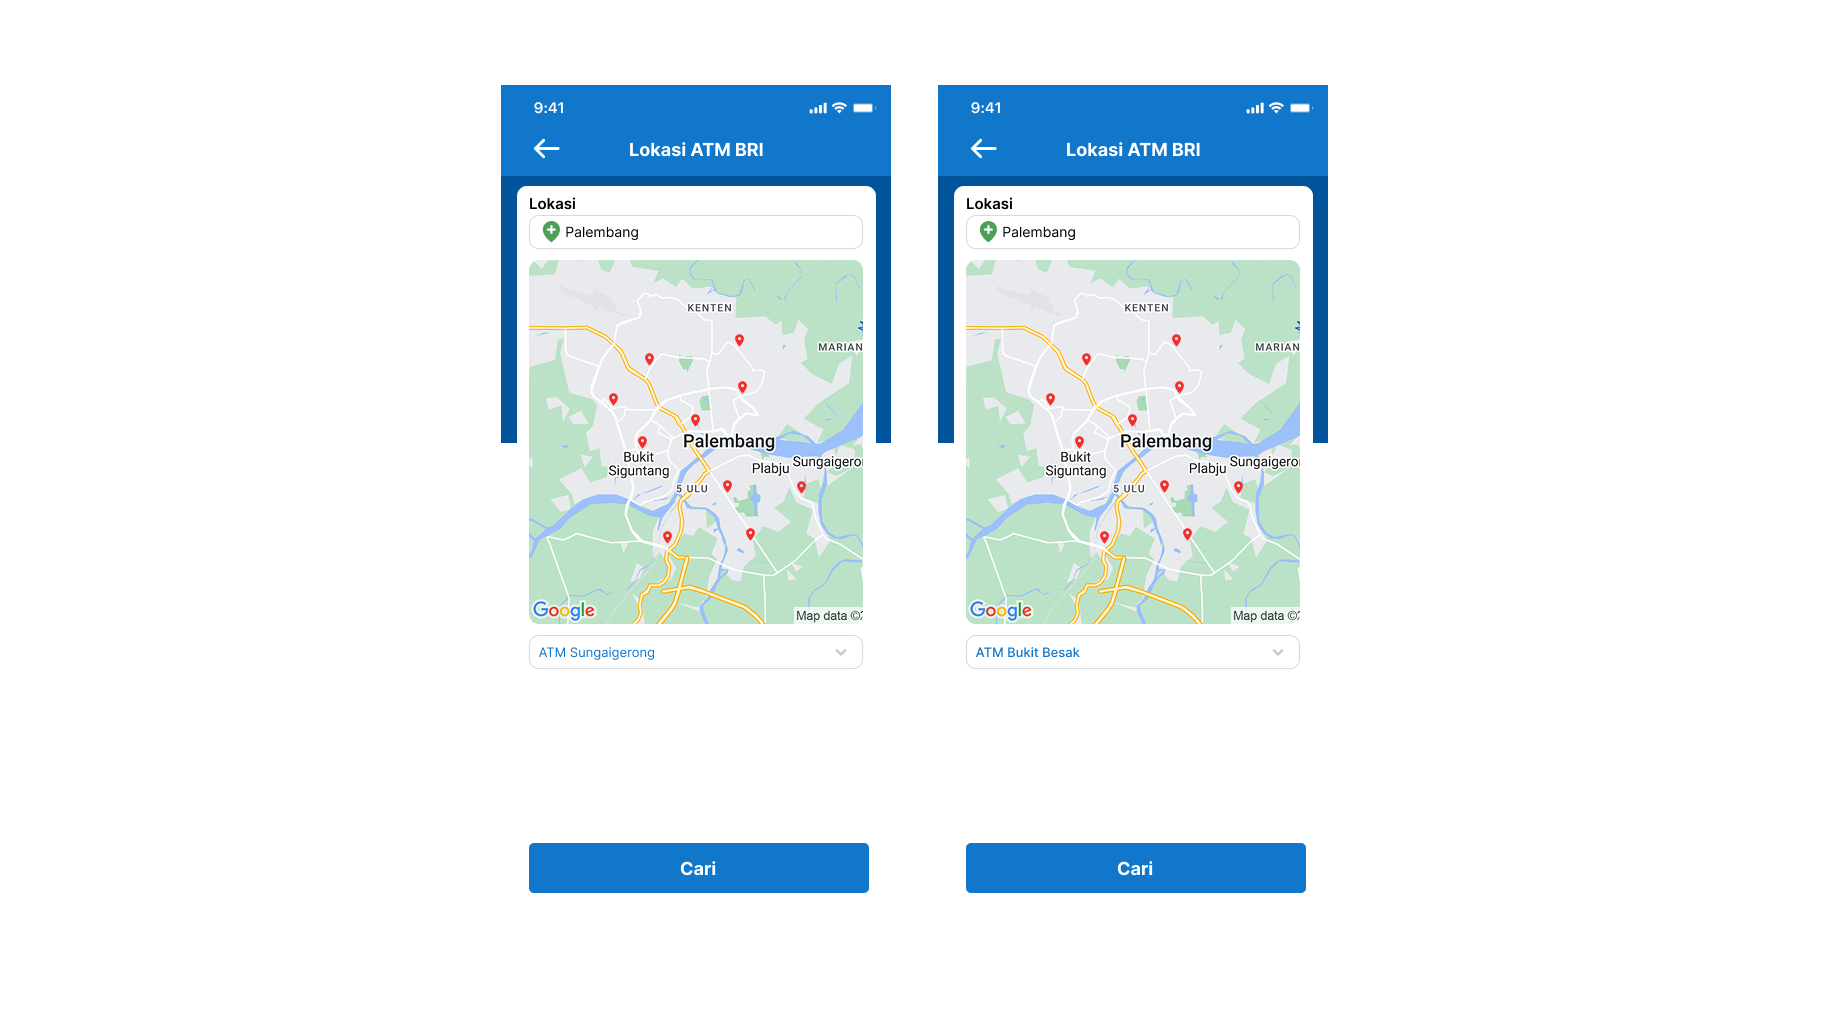 9:41
Lokasi ATM BRI
Lokasi
Palembang
KENTEN
MARIAN
Palembang
Bukit
Siguntang
Plabju
Sungaigero
5 ULU
Google
Map data ©
ATM Sungaigerong
Cari
9:41
Lokasi ATM BRI
Lokasi
Palembang
KENTEN
MARIAN
Palembang
Bukit
Siguntang
Plabju
Sungaigero
5 ULU
Google
Map data ©
ATM Bukit Besak
Cari